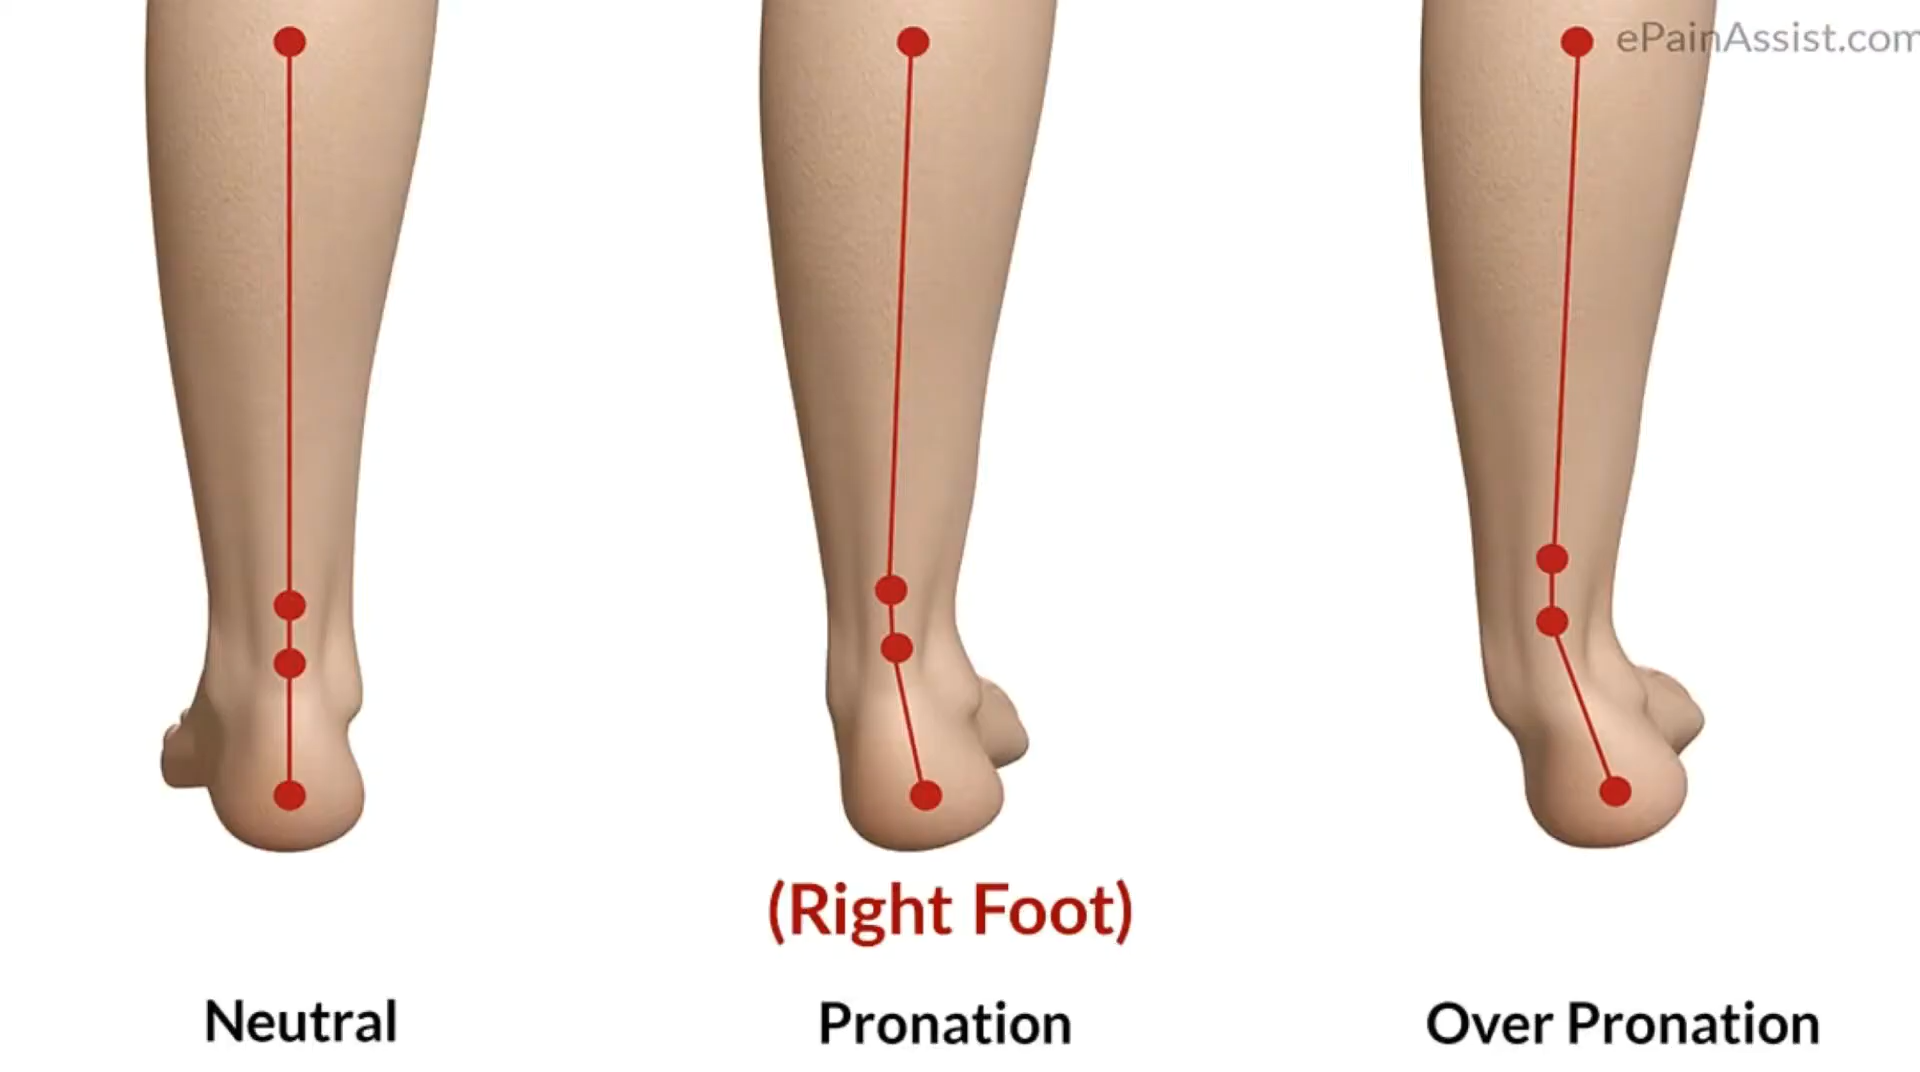 ePainAssist.com
(Right Foot)
Neutral
Pronation
Over Pronation